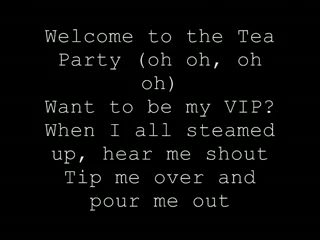 Welcome to the Tea
Party (oh oh, oh
oh)
Want to be my VIP?
When I all steamed
up, hear me shout
Tip me over and
pour me out